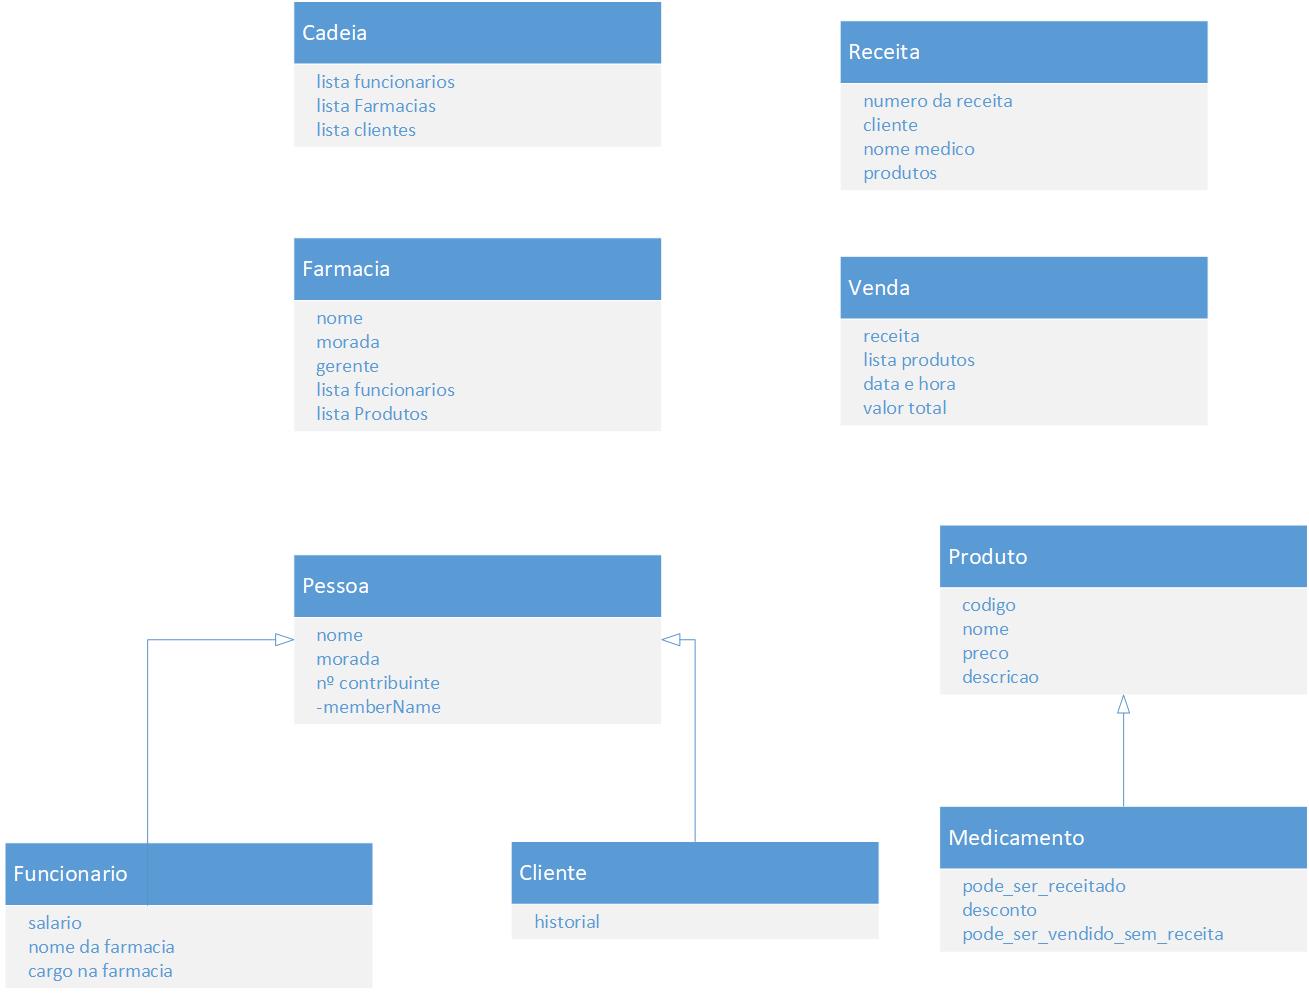 Cadeia
lista funcionarios
lista Farmacias
lista clientes
Receita
numero da receita
cliente
nome medico
produtos
Farmacia
nome
morada
gerente
lista funcionarios
lista Produtos
Venda
receita
lista produtos
data e hora
valor total
Pessoa
nome
morada
nº contribuinte
-memberName
Produto
codigo
nome
preco
descricao
Funcionario
salario
nome da farmacia
cargo na farmacia
Cliente
historial
Medicamento
pode_ser_receitado
desconto
pode_ser_vendido_sem_receita